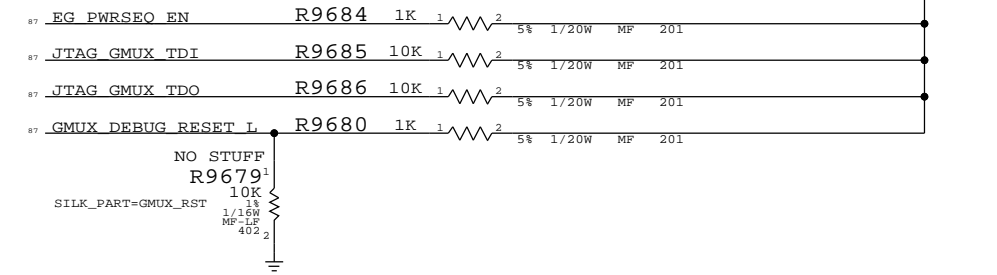 87 EG_PWRSEQ_EN R9684 1K 1 2 5% 1/20W MF 201
87 JTAG_GMUX_TDI R9685 10K 1 2 5% 1/20W MF 201
87 JTAG_GMUX_TDO R9686 10K 1 2 5% 1/20W MF 201
87 GMUX_DEBUG_RESET_L R9680 1K 1 2 5% 1/20W MF 201
NO STUFF
R9679 1
10K
SILK_PART=GMUX_RST 1%
1/16W
MF-LF
402 2